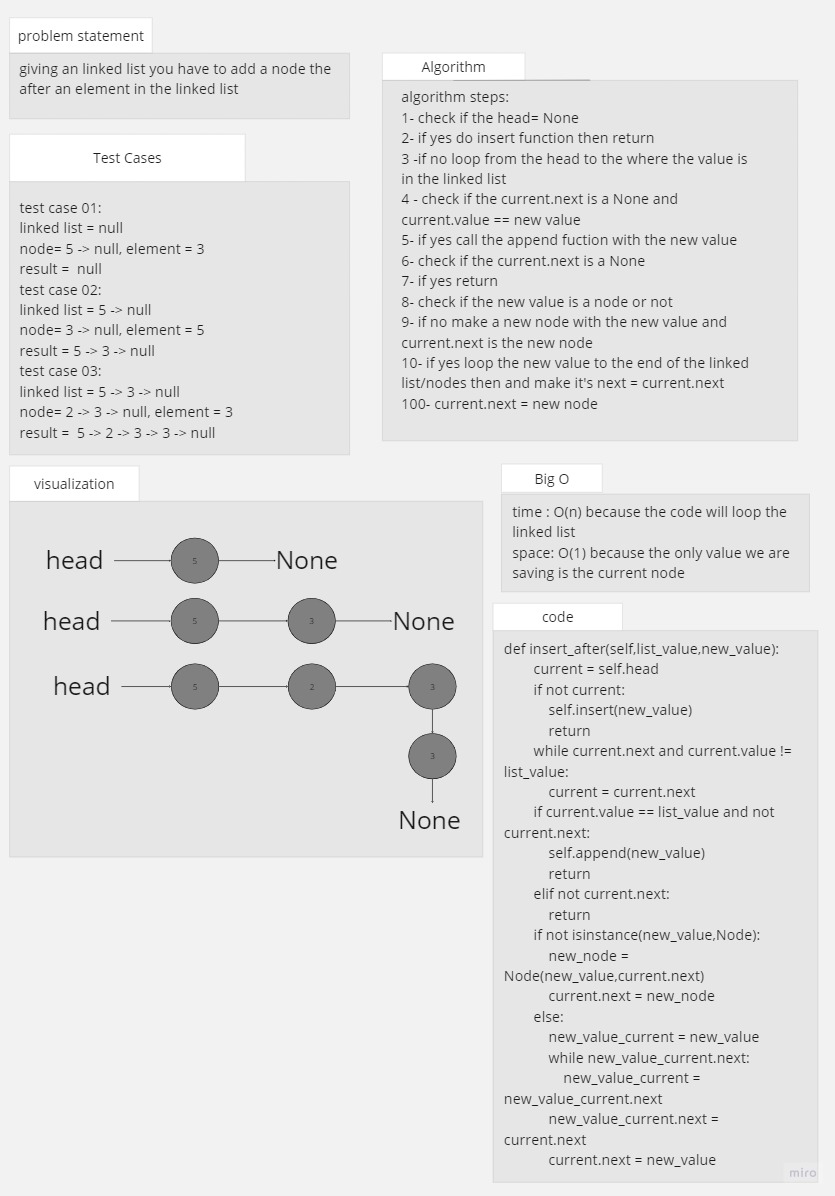 problem statement
giving an linked list you have to add a node the
after an element in the linked list
Test Cases
test case 01:
linked list = null
node= 5 -> null, element = 3
result =  null
test case 02:
linked list = 5 -> null
node= 3 -> null, element = 5
result = 5 -> 3 -> null
test case 03:
linked list = 5 -> 3 -> null
node= 2 -> 3 -> null, element = 3
result =  5 -> 2 -> 3 -> 3 -> null
Algorithm
algorithm steps:
1- check if the head= None
2- if yes do insert function then return
3 -if no loop from the head to the where the value is
in the linked list
4 - check if the current.next is a None and
current.value == new value
5- if yes call the append fuction with the new value
6- check if the current.next is a None
7- if yes return
8- check if the new value is a node or not
9- if no make a new node with the new value and
current.next is the new node
10- if yes loop the new value to the end of the linked
list/nodes then and make it's next = current.next
100- current.next = new node
visualization
head 5 None
head 5 3 None
head 5 2 3
3
None
Big O
time : O(n) because the code will loop the
linked list
space: O(1) because the only value we are
saving is the current node
code
def insert_after(self,list_value,new_value):
current = self.head
if not current:
self.insert(new_value)
return
while current.next and current.value !=
list_value:
current = current.next
if current.value == list_value and not
current.next:
self.append(new_value)
return
elif not current.next:
return
if not isinstance(new_value,Node):
new_node =
Node(new_value,current.next)
current.next = new_node
else:
new_value_current = new_value
while new_value_current.next:
new_value_current =
new_value_current.next
new_value_current.next =
current.next
current.next = new_value
miro